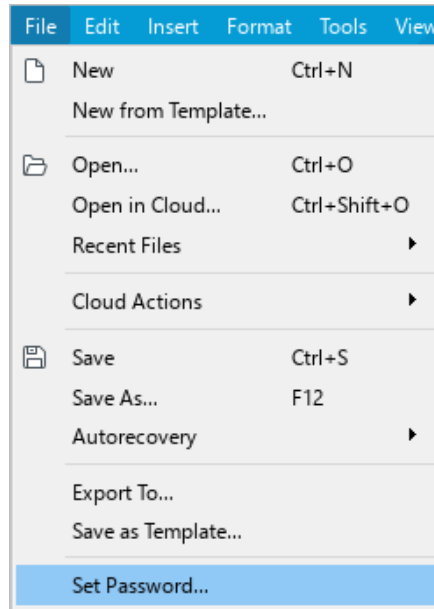 File Edit Insert Format Tools View
New Ctrl+N
New from Template...
Open... Ctrl+O
Open in Cloud... Ctrl+Shift+O
Recent Files
Cloud Actions
Save Ctrl+S
Save As... F12
Autorecovery
Export To...
Save as Template...
Set Password...